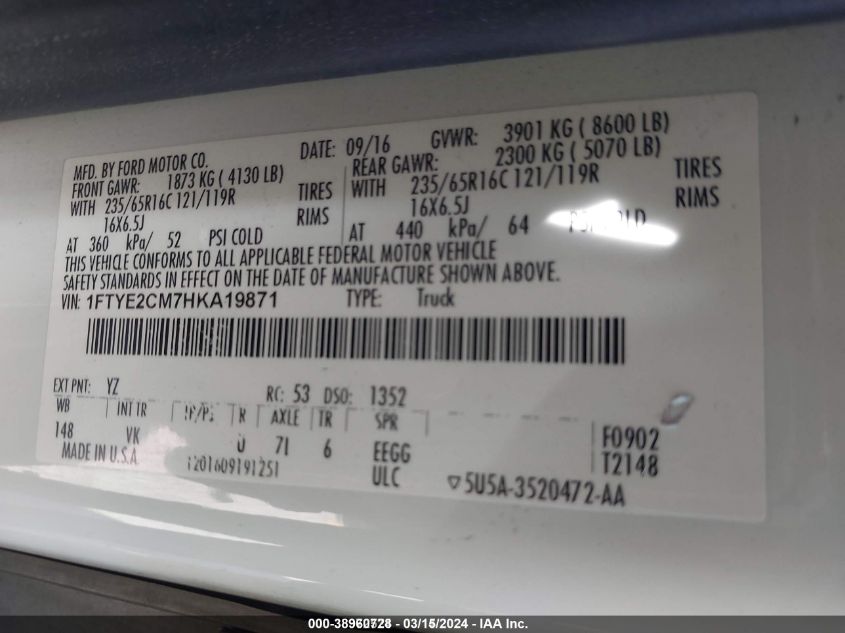 MFD. BY FORD MOTOR CO. DATE: 09/16 GVWR: 3901 KG ( 8600 LB)
FRONT GAWR: 1873 KG ( 4130 LB) REAR GAWR: 2300 KG ( 5070 LB)
WITH 235/65R16C 121/119R TIRES WITH 235/65R16C 121/119R TIRES
16X6.5J RIMS 16X6.5J RIMS
AT 360 kPa/ 52 PSI COLD AT 440 kPa/ 64 PSI COLD
THIS VEHICLE CONFORMS TO ALL APPLICABLE FEDERAL MOTOR VEHICLE
SAFETY STANDARDS IN EFFECT ON THE DATE OF MANUFACTURE SHOWN ABOVE.
VIN: 1FTYE2CM7HKA19871 TYPE: Truck
EXT PNT: YZ RC: 53 DSO: 1352
WB INT TR TP/PS R AXLE TR SPR
148 VK 71 6 EEGG F0902
MADE IN U.S.A 1201609191251 ULC T2148
5U5A-3520472-AA
000-38960728 - 03/15/2024 - IAA Inc.